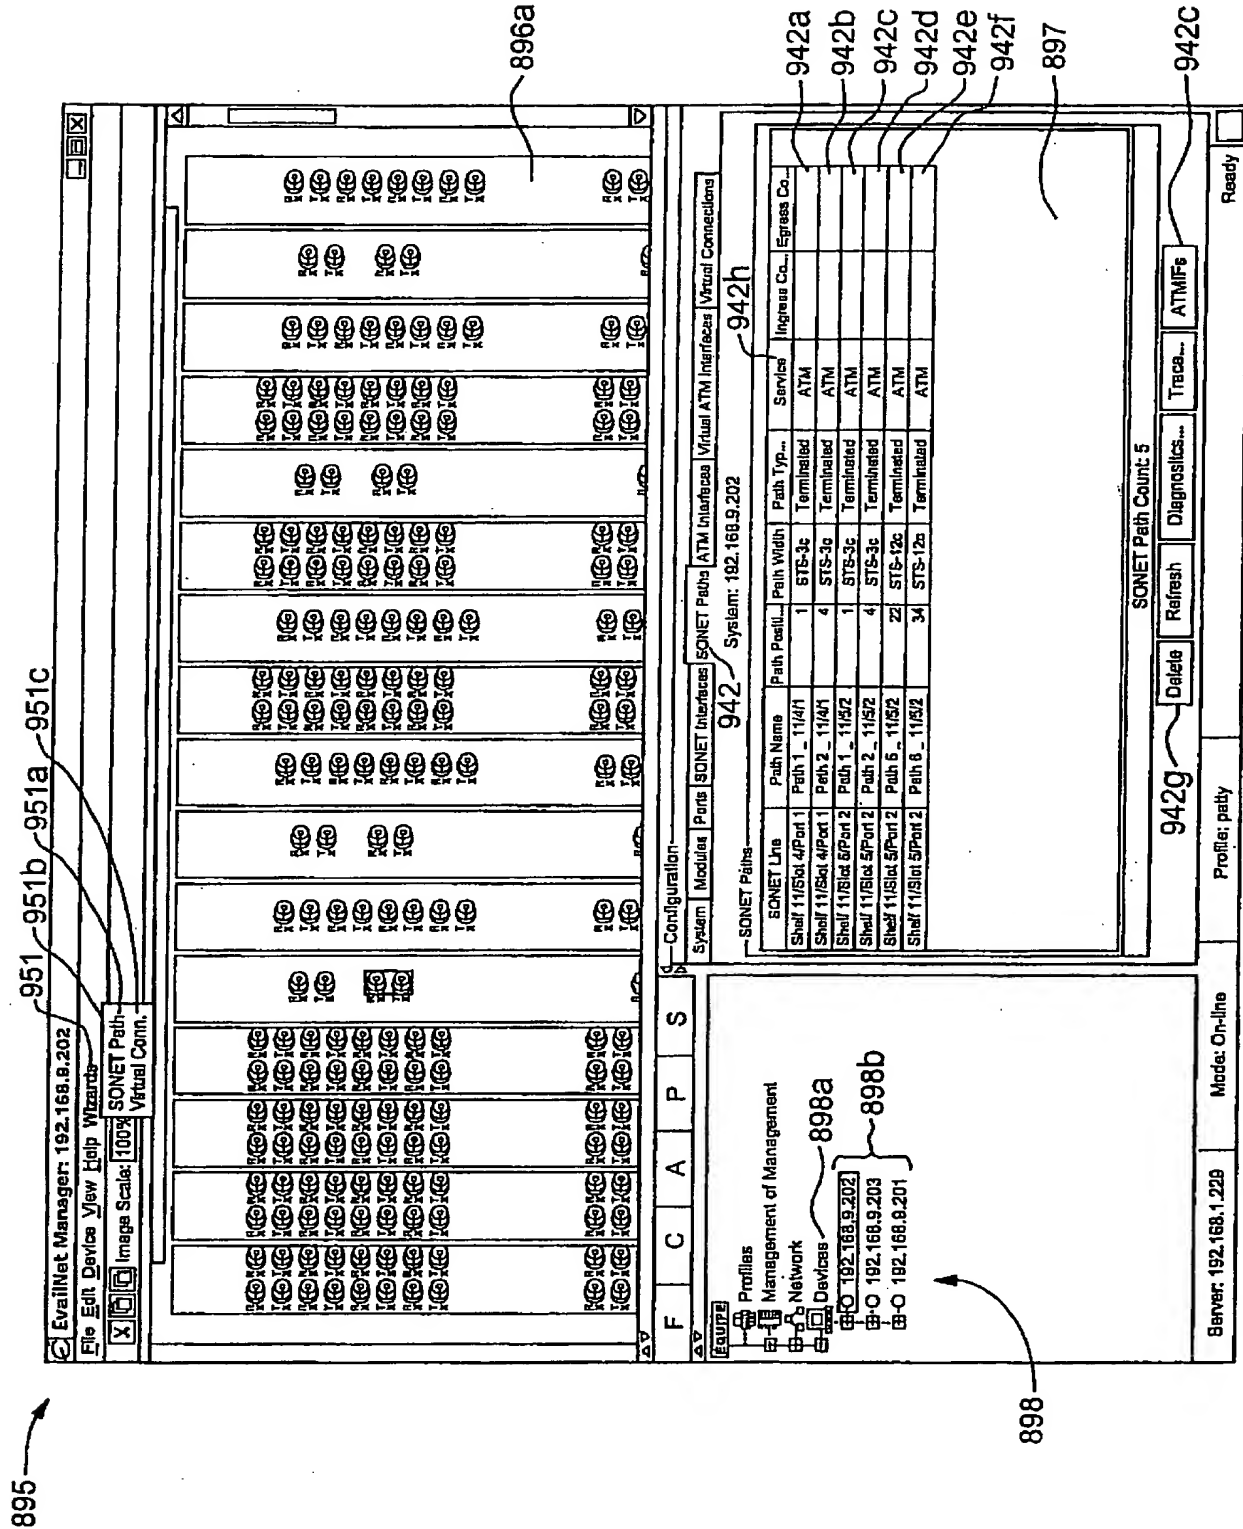 895
951
951b
951a
951c
EvailNet Manager: 192.168.9.202
File Edit Device View Help Wizards
SONET Path
Virtual Conn.
Image Scale: 100%
896a
F C A P S
EQUIPE
Profiles
Management of Management
Network
Devices
898a
192.168.9.202
192.168.9.203
192.168.9.201
898b
898
Configuration
System Modules Ports SONET Interfaces SONET Paths ATM Interfaces Virtual ATM Interfaces Virtual Connections
942
SONET Paths
System: 192.168.9.202
942h
SONET Line Path Name Path Positi... Path Width Path Typ... Service Ingress Co... Egress Co...
Shelf 11/Slot 4/Port 1 Path 1 _ 11/4/1 1 STS-3c Terminated ATM
Shelf 11/Slot 4/Port 1 Path 2 _ 11/4/1 4 STS-3c Terminated ATM
Shelf 11/Slot 5/Port 2 Path 1 _ 11/5/2 1 STS-3c Terminated ATM
Shelf 11/Slot 5/Port 2 Path 2 _ 11/5/2 4 STS-3c Terminated ATM
Shelf 11/Slot 5/Port 2 Path 5 _ 11/5/2 22 STS-12c Terminated ATM
Shelf 11/Slot 5/Port 2 Path 6 _ 11/5/2 34 STS-12c Terminated ATM
942a
942b
942c
942d
942e
942f
897
SONET Path Count: 5
942g
Delete Refresh Diagnositcs... Trace... ATMIFs
942c
Server: 192.168.1.229 Mode: On-line Profile: patty Ready